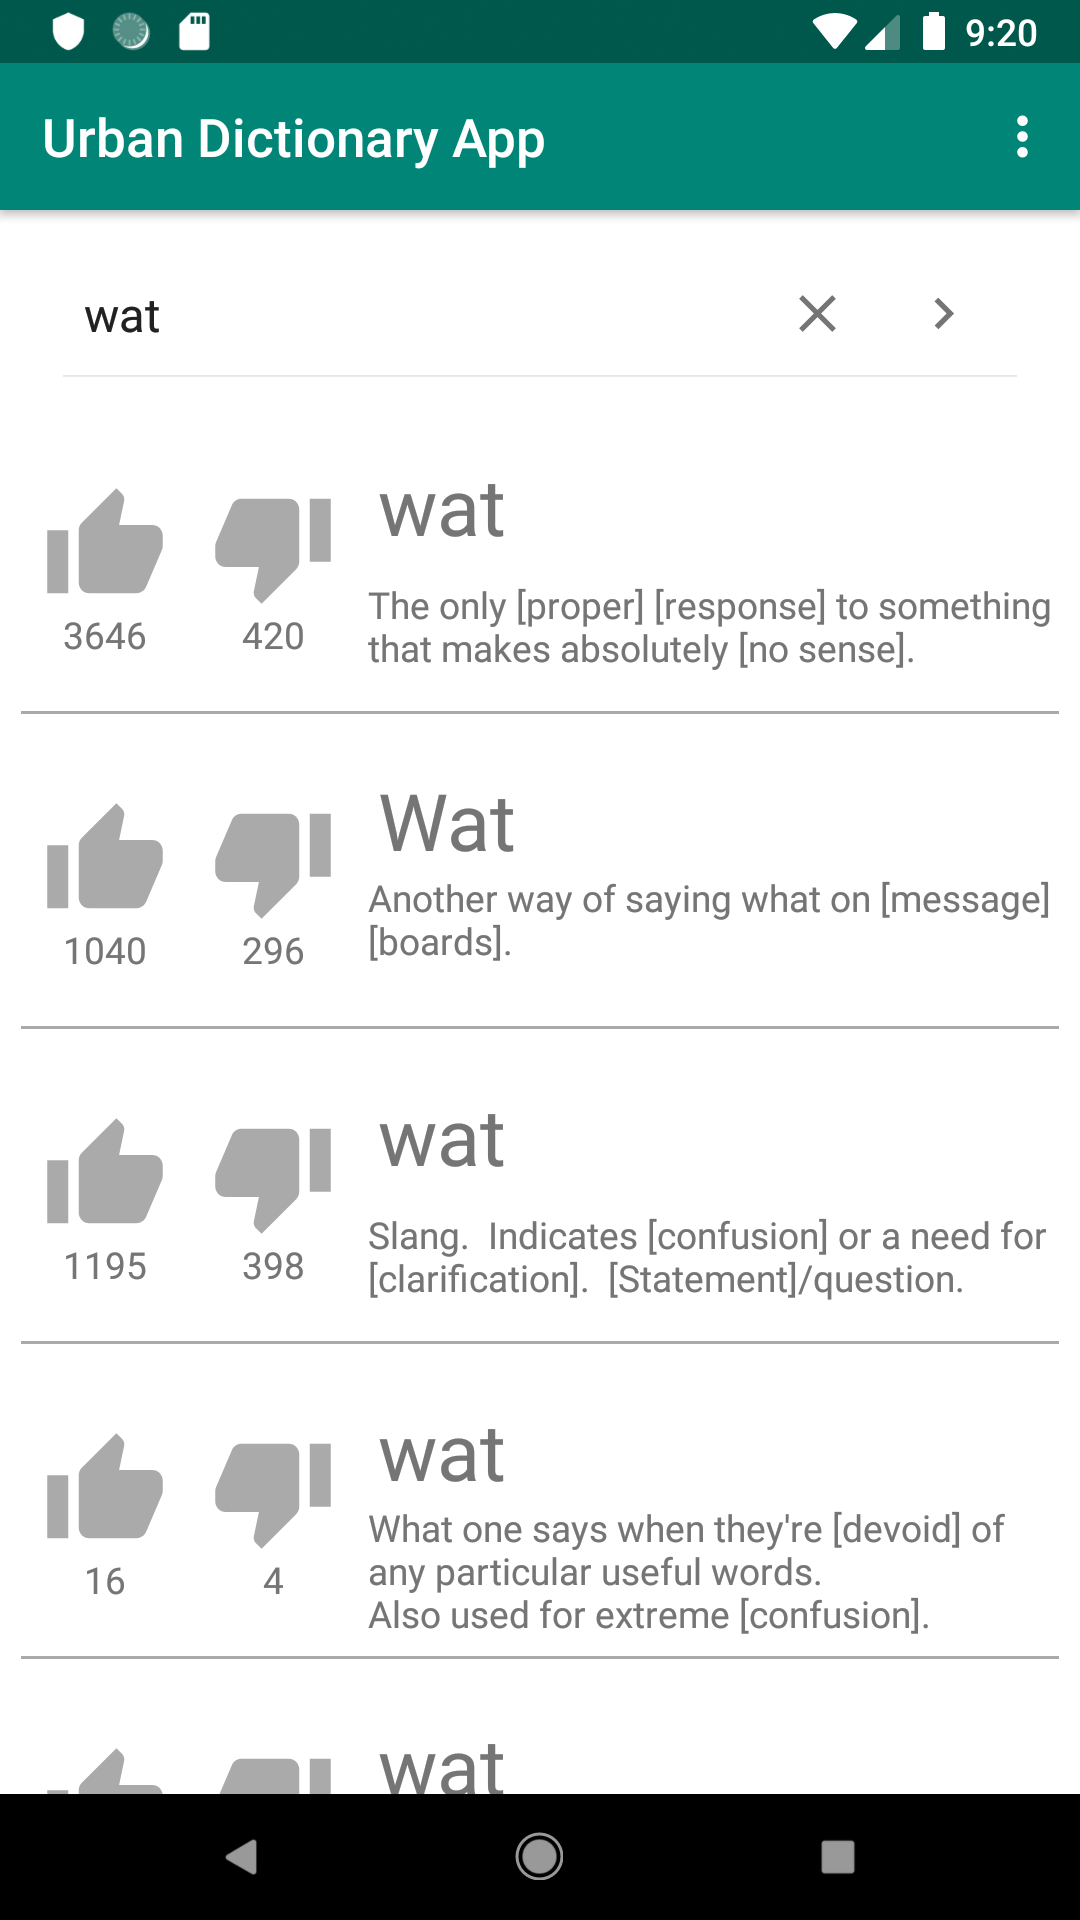 9:20
Urban Dictionary App
wat
wat
The only [proper] [response] to something
that makes absolutely [no sense].
3646
420
Wat
Another way of saying what on [message]
[boards].
1040
296
wat
Slang.  Indicates [confusion] or a need for
[clarification].  [Statement]/question.
1195
398
wat
What one says when they're [devoid] of
any particular useful words.
Also used for extreme [confusion].
16
4
wat